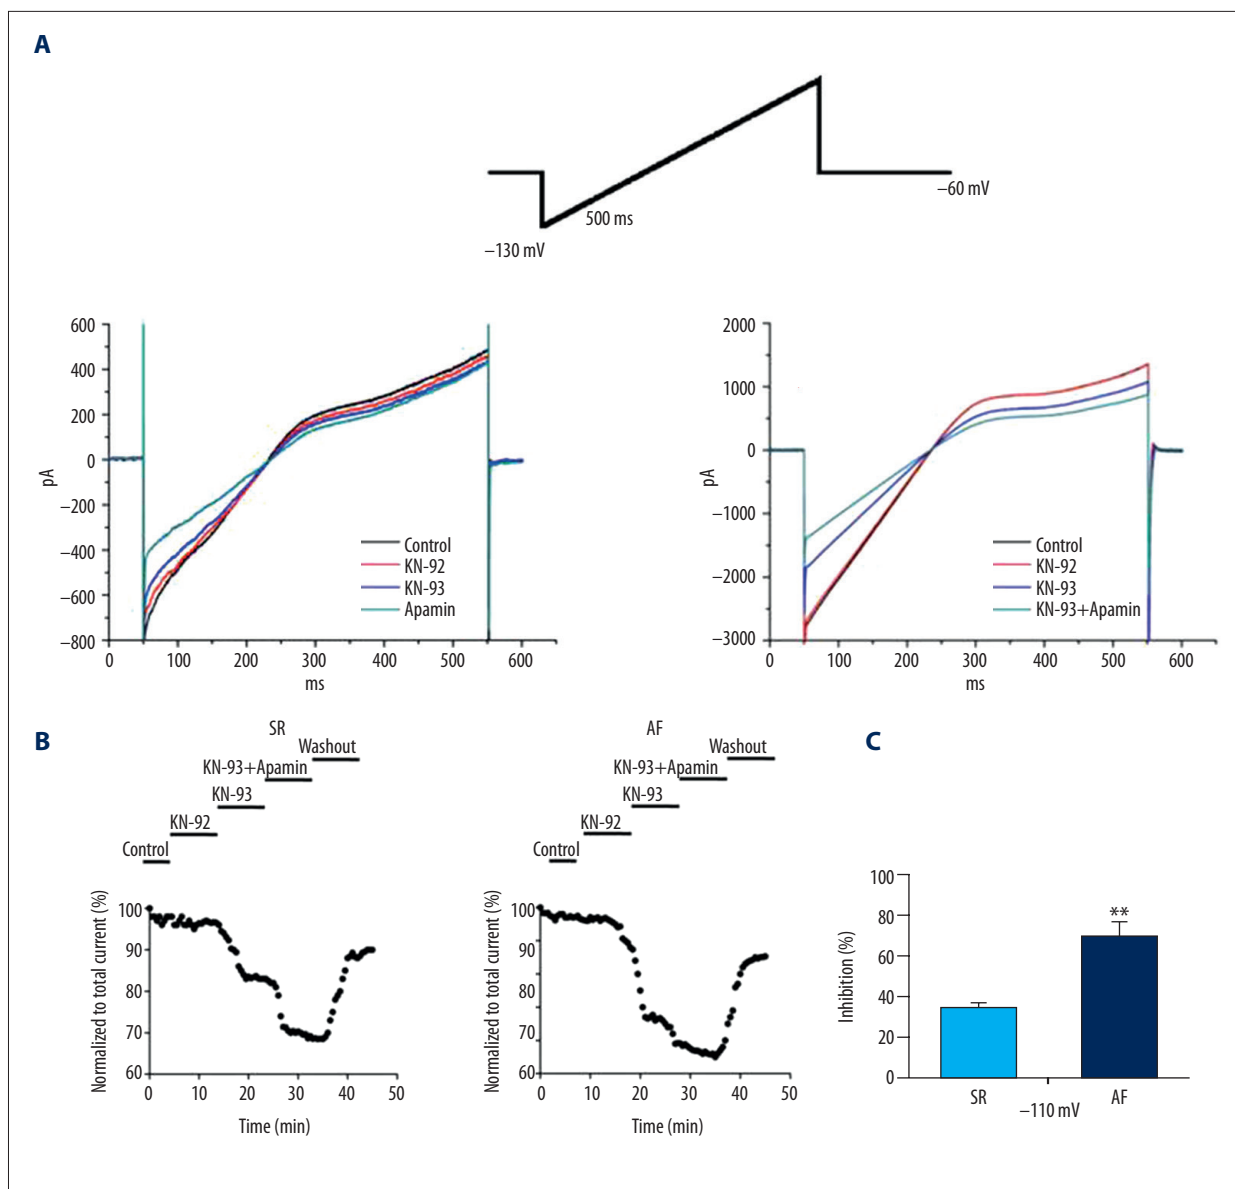 A
–60 mV
500 ms
–130 mV
600
400
200
0
–200
–400
–600
–800
pA
0 100 200 300 400 500 600
ms
Control
KN-92
KN-93
Apamin
2000
1000
0
–1000
–2000
–3000
pA
0 100 200 300 400 500 600
ms
Control
KN-92
KN-93
KN-93+Apamin
B
SR
Washout
KN-93+Apamin
KN-93
KN-92
Control
Normalized to total current (%)
100
90
80
70
60
0 10 20 30 40 50
Time (min)
AF
Washout
KN-93+Apamin
KN-93
KN-92
Control
Normalized to total current (%)
100
90
80
70
60
0 10 20 30 40 50
Time (min)
C
Inhibition (%)
100
80
60
40
20
0
**
SR AF
–110 mV